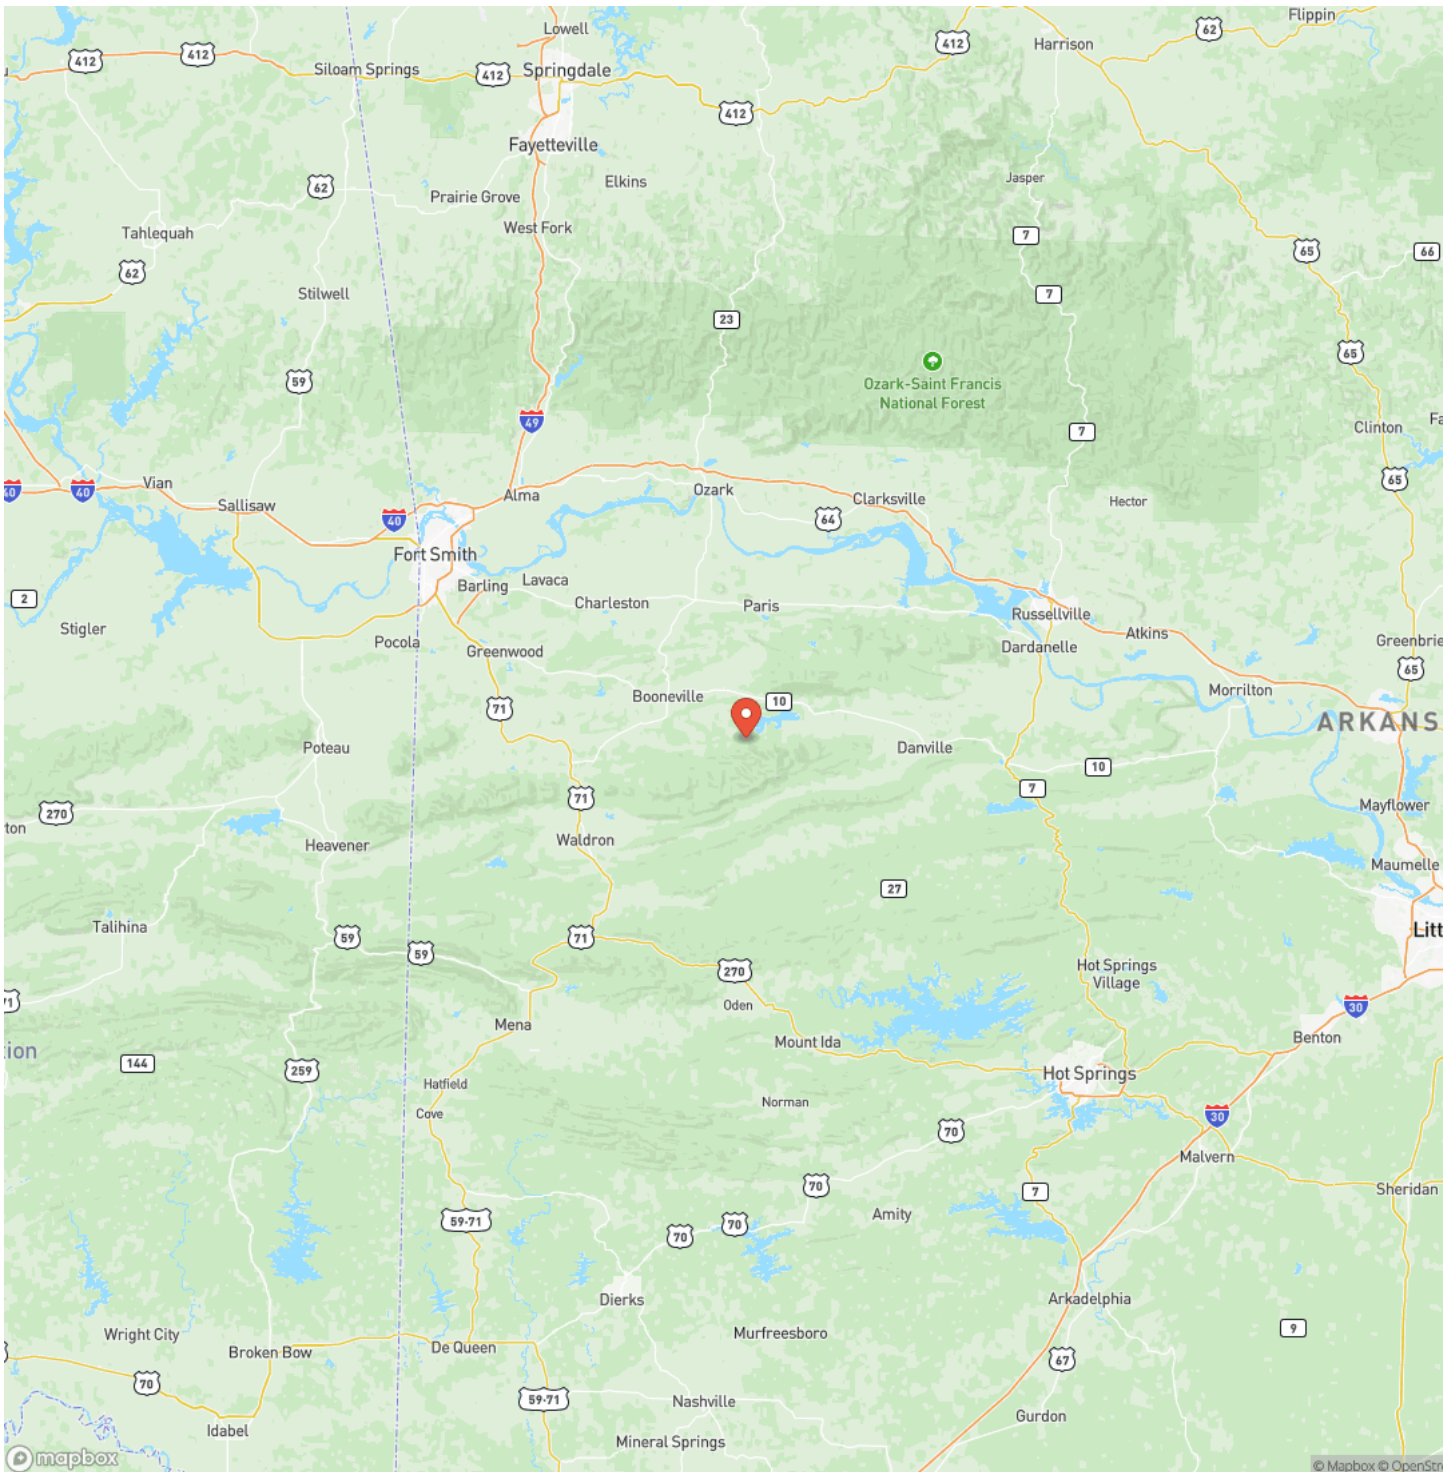 Lowell
Flippin
62
412
412
412
Harrison
Siloam Springs
412
Springdale
412
Fayetteville
Jasper
62
Elkins
Prairie Grove
West Fork
Tahlequah
7
65
66
62
Stilwell
7
23
65
59
Ozark-Saint Francis
National Forest
49
7
Clinton
Fa
65
Vian
40
40
Sallisaw
Alma
Ozark
Clarksville
Hector
40
64
Fort Smith
2
Barling
Lavaca
Charleston
Paris
Russellville
Stigler
Pocola
Greenwood
Dardanelle
Atkins
Greenbrie
65
Booneville
10
71
Morrilton
ARKANS
Poteau
Danville
10
7
71
270
Mayflower
ton
Heavener
Waldron
Maumelle
27
Talihina
59
59
71
Litt
270
Hot Springs
Village
71
Oden
30
Mena
Mount Ida
Benton
ion
144
259
Hot Springs
Hatfield
Cove
Norman
30
70
Malvern
70
7
Sheridan
59-71
70
70
Amity
Dierks
Arkadelphia
Wright City
Murfreesboro
9
Broken Bow
De Queen
67
70
59-71
Nashville
Gurdon
Idabel
Mineral Springs
mapbox
© Mapbox © OpenStr